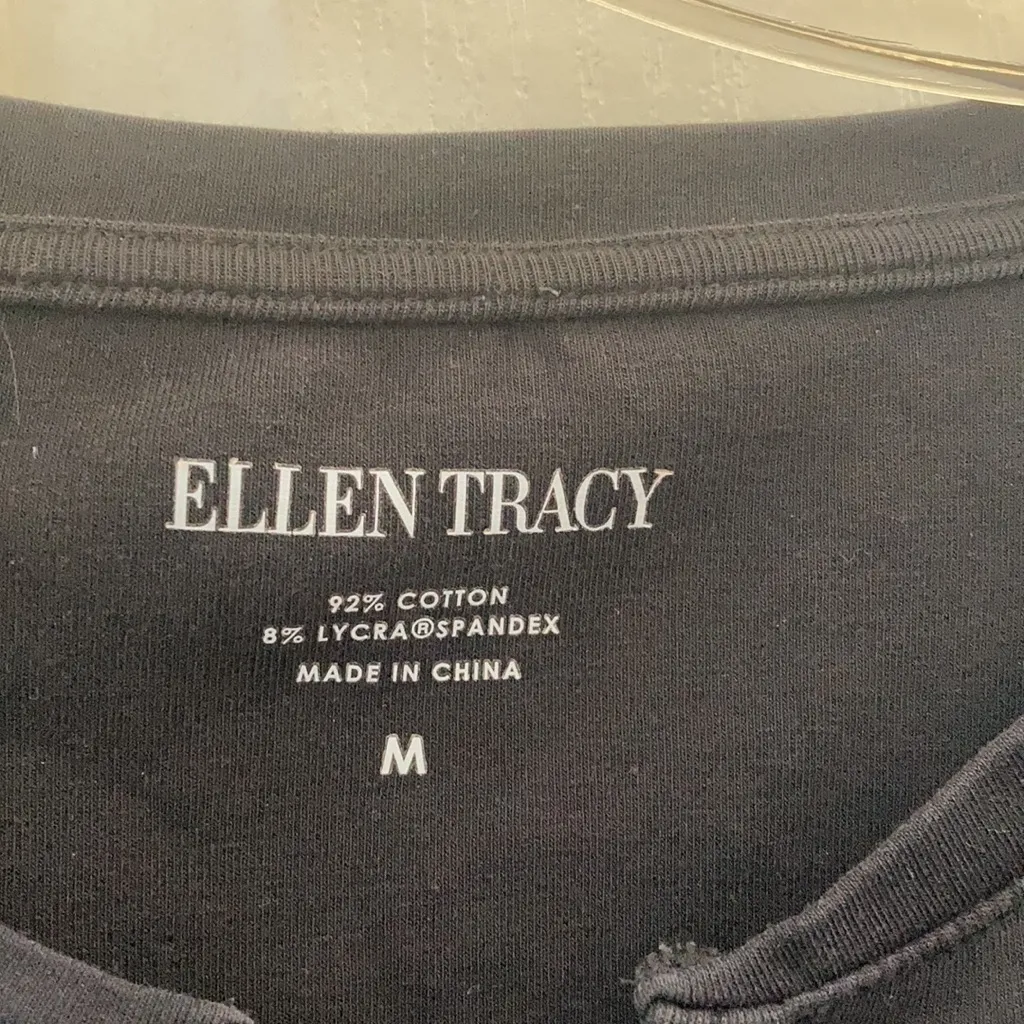 ELLEN TRACY
92% COTTON
8% LYCRA®SPANDEX
MADE IN CHINA
M